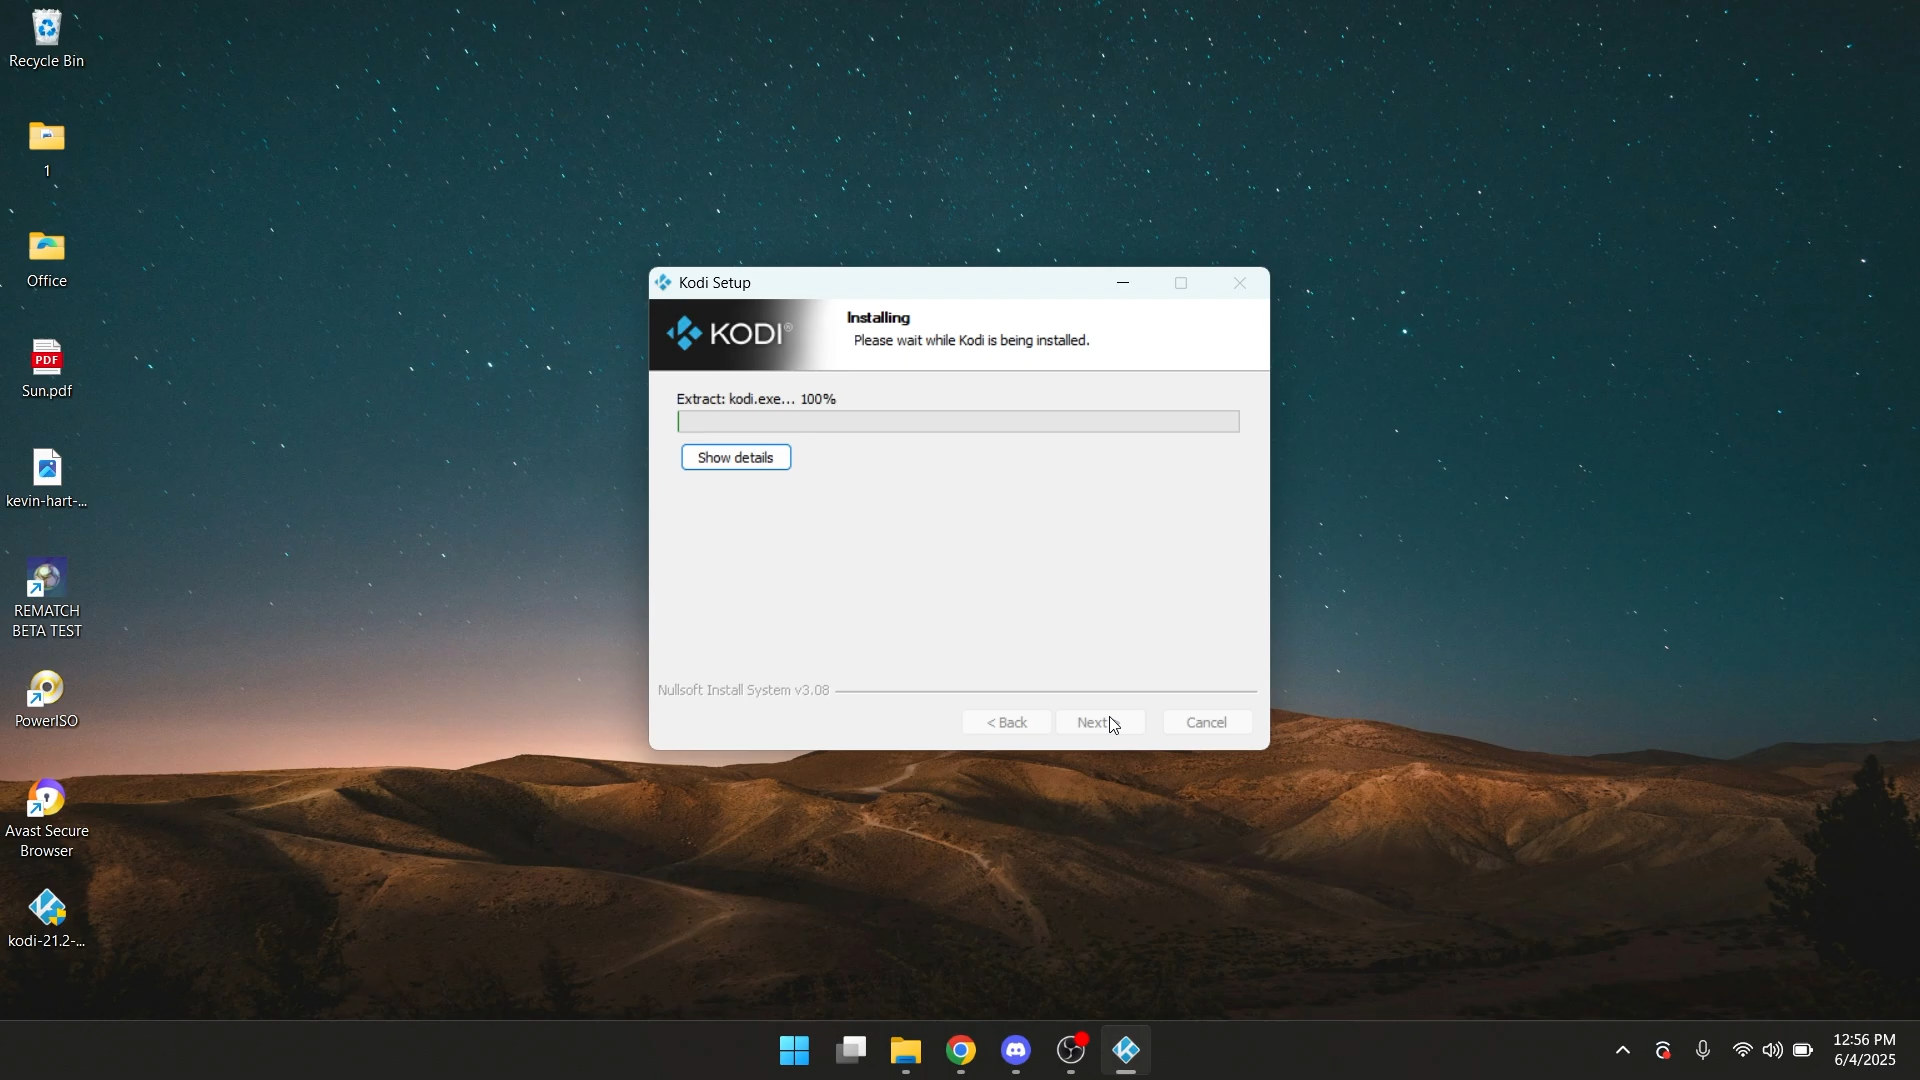 Recycle Bin
1
Office
PDF
Sun.pdf
kevin-hart-...
REMATCH
BETA TEST
PowerISO
Avast Secure
Browser
kodi-21.2-...
Kodi Setup
KODI®
Installing
Please wait while Kodi is being installed.
Extract: kodi.exe... 100%
Show details
Nullsoft Install System v3.08
< Back
Next
Cancel
12:56 PM
6/4/2025